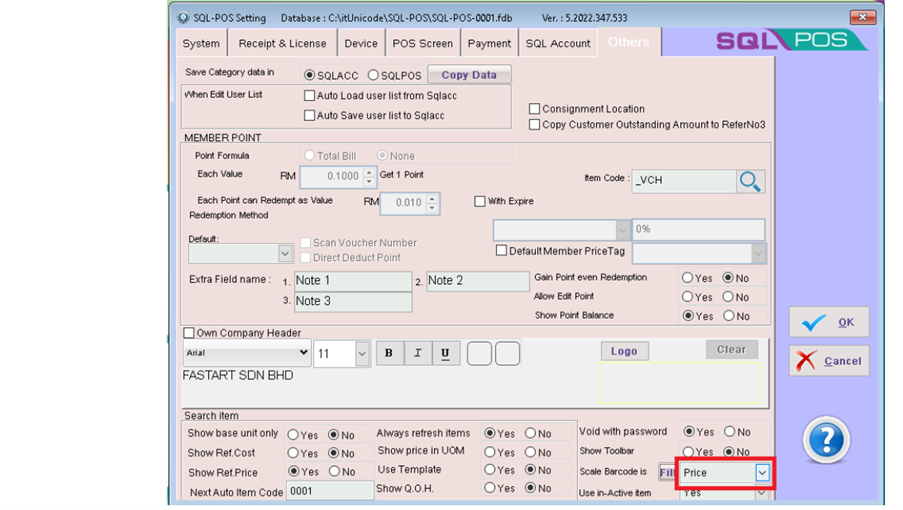 SQL-POS Setting Database : C:\itUnicode\SQL-POS\SQL-POS-0001.fdb Ver. : 5.2022.347.533
System Receipt & License Device POS Screen Payment SQL Account Others
SQL POS
Save Category data in SQLACC SQLPOS Copy Data
When Edit User List Auto Load user list from Sqlacc
Auto Save user list to Sqlacc
Consignment Location
Copy Customer Outstanding Amount to ReferNo3
MEMBER POINT
Point Formula Total Bill None
Each Value RM 0.1000 Get 1 Point Item Code : _VCH
Each Point can Redempt as Value RM 0.010 With Expire
Redemption Method
0%
Default: Scan Voucher Number
Direct Deduct Point
Default Member PriceTag
Extra Field name : 1. Note 1 2. Note 2
3. Note 3
Gain Point even Redemption Yes No
Allow Edit Point Yes No
Show Point Balance Yes No
Own Company Header
Arial 11 B I U Logo Clear
FASTART SDN BHD
OK
Cancel
?
Search item
Show base unit only Yes No Always refresh items Yes No Void with password Yes No
Show Ref.Cost Yes No Show price in UOM Yes No Show Toolbar Yes No
Show Ref.Price Yes No Use Template Yes No Scale Barcode is Fill Price
Next Auto Item Code 0001 Show Q.O.H. Yes No Use in-Active item Yes